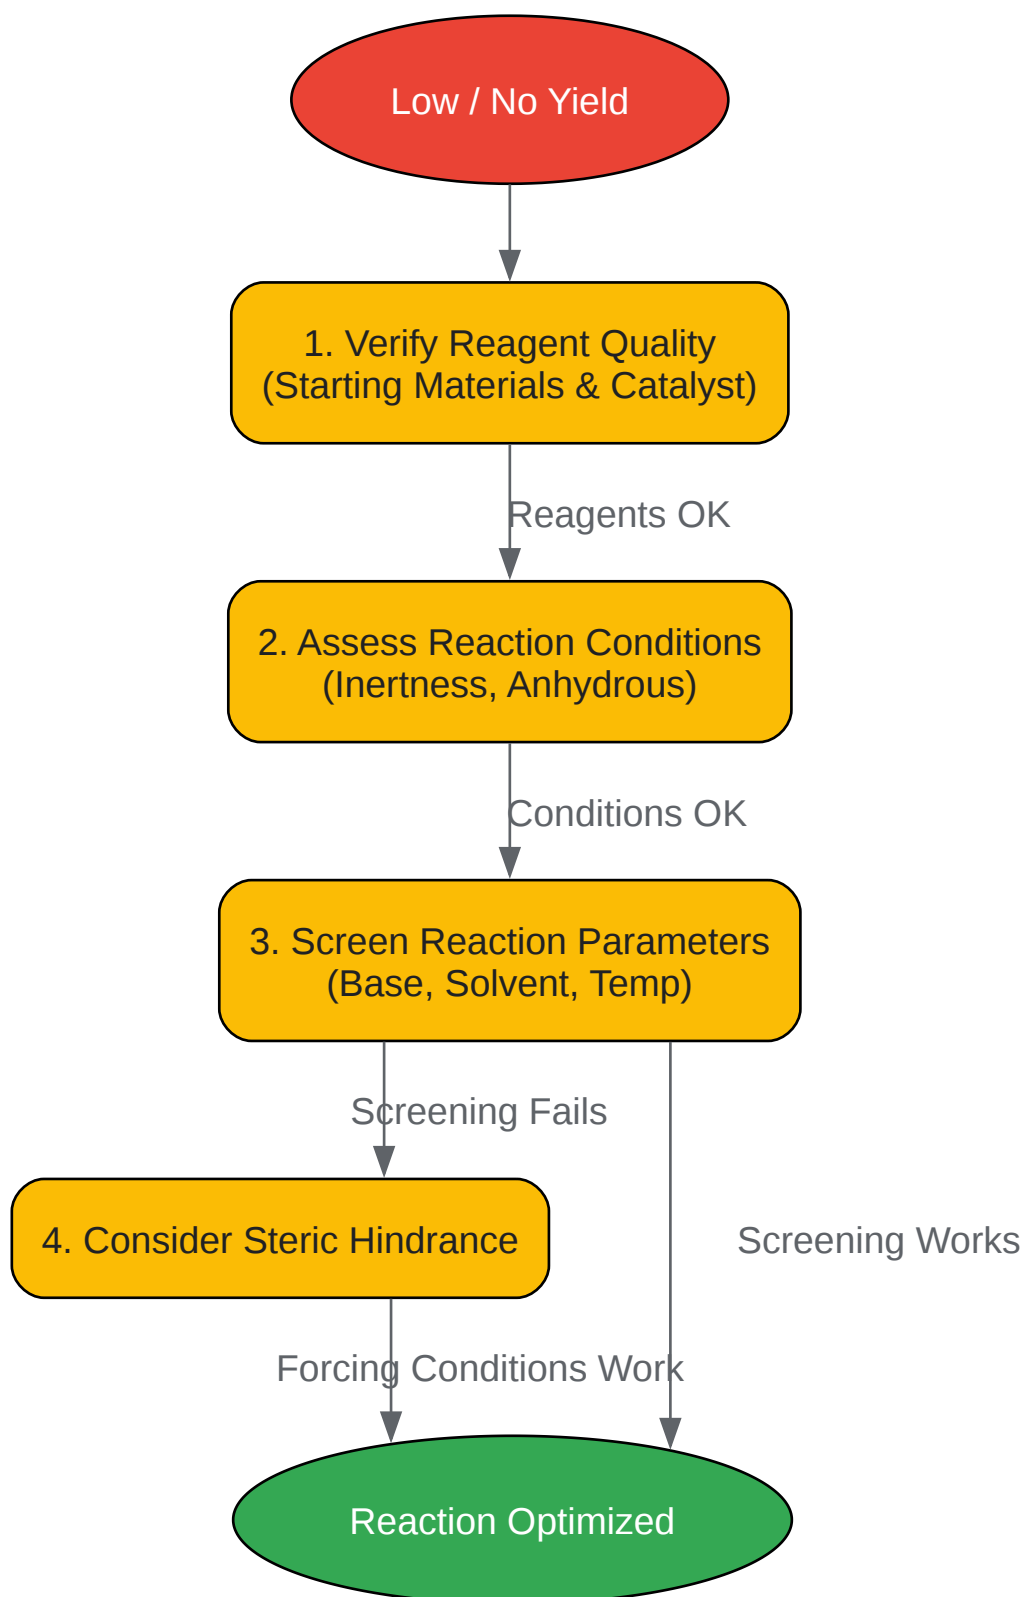 Low / No Yield
1. Verify Reagent Quality
(Starting Materials & Catalyst)
Reagents OK
2. Assess Reaction Conditions
(Inertness, Anhydrous)
Conditions OK
3. Screen Reaction Parameters
(Base, Solvent, Temp)
Screening Fails
4. Consider Steric Hindrance
Screening Works
Forcing Conditions Work
Reaction Optimized